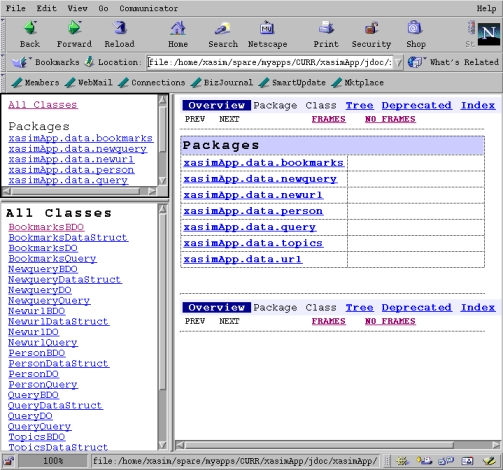 File Edit View Go Communicator Help
Back Forward Reload Home Search Netscape Print Security Shop St
N
Bookmarks Location: file:/home/xasim/spare/myapps/CURR/xasimApp/jdoc/ What's Related
Members WebMail Connections BizJournal SmartUpdate Mktplace
All Classes
Packages
xasimApp.data.bookmarks
xasimApp.data.newquery
xasimApp.data.newurl
xasimApp.data.person
xasimApp.data.query
All Classes
BookmarksBDO
BookmarksDataStruct
BookmarksDO
BookmarksQuery
NewqueryBDO
NewqueryDataStruct
NewqueryDO
NewqueryQuery
NewurlBDO
NewurlDataStruct
NewurlDO
NewurlQuery
PersonBDO
PersonDataStruct
PersonDO
PersonQuery
QueryBDO
QueryDataStruct
QueryDO
QueryQuery
TopicsBDO
TopicsDataStruct
Overview Package Class Tree Deprecated Index
PREV NEXT FRAMES NO FRAMES
Packages
xasimApp.data.bookmarks
xasimApp.data.newquery
xasimApp.data.newurl
xasimApp.data.person
xasimApp.data.query
xasimApp.data.topics
xasimApp.data.url
Overview Package Class Tree Deprecated Index
PREV NEXT FRAMES NO FRAMES
100% file:/home/xasim/spare/myapps/CURR/xasimApp/jdoc/xasimApp/